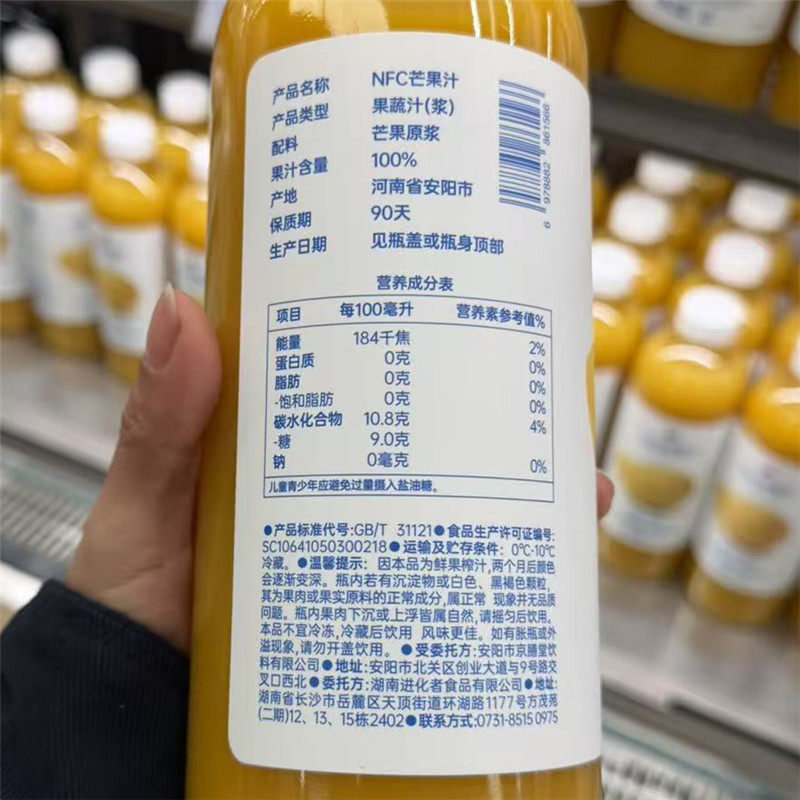 产品名称 NFC芒果汁
产品类型 果蔬汁(浆)
配料 芒果原浆
果汁含量 100%
产地 河南省安阳市
保质期 90天
生产日期 见瓶盖或瓶身顶部
6 978882 861566
营养成分表
项目 每100毫升 营养素参考值%
能量 184千焦 2%
蛋白质 0克 0%
脂肪 0克 0%
-饱和脂肪 0克 0%
碳水化合物 10.8克 4%
-糖 9.0克
钠 0毫克 0%
儿童青少年应避免过量摄入盐油糖。
●产品标准代号:GB/T 31121●食品生产许可证编号:
SC10641050300218●运输及贮存条件: 0℃-10℃
冷藏。●温馨提示: 因本品为鲜果榨汁,两个月后颜色
会逐渐变深。瓶内若有沉淀物或白色、黑褐色颗粒,
其为果肉或果实原料的正常成分,属正常 现象并无品质
问题。瓶内果肉下沉或上浮皆属自然,请摇匀后饮用。
本品不宜冷冻,冷藏后饮用 风味更佳。如有胀瓶或外
溢现象,请勿开盖饮用。●受委托方:安阳市京膳堂饮
料有限公司●地址:安阳市北关区创业大道与9号路交
叉口西北●委托方:湖南进化者食品有限公司●地址:
湖南省长沙市岳麓区天顶街道环湖路1177号方茂苑
(二期)12、13、15栋2402●联系方式:0731-8515 0975